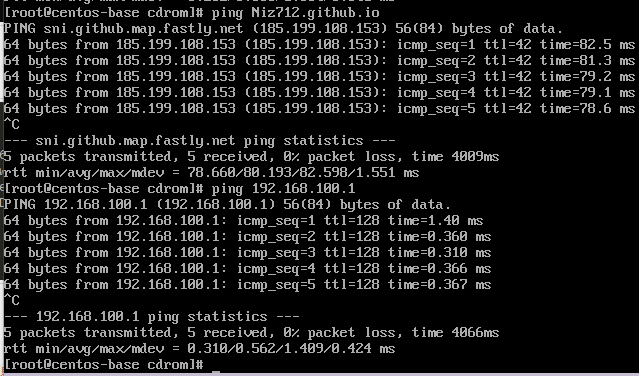 [root@centos-base cdrom]# ping Niz712.github.io
PING sni.github.map.fastly.net (185.199.108.153) 56(84) bytes of data.
64 bytes from 185.199.108.153 (185.199.108.153): icmp_seq=1 ttl=42 time=82.5 ms
64 bytes from 185.199.108.153 (185.199.108.153): icmp_seq=2 ttl=42 time=81.3 ms
64 bytes from 185.199.108.153 (185.199.108.153): icmp_seq=3 ttl=42 time=79.2 ms
64 bytes from 185.199.108.153 (185.199.108.153): icmp_seq=4 ttl=42 time=79.1 ms
64 bytes from 185.199.108.153 (185.199.108.153): icmp_seq=5 ttl=42 time=78.6 ms
^C
--- sni.github.map.fastly.net ping statistics ---
5 packets transmitted, 5 received, 0% packet loss, time 4009ms
rtt min/avg/max/mdev = 78.660/80.193/82.598/1.551 ms
[root@centos-base cdrom]# ping 192.168.100.1
PING 192.168.100.1 (192.168.100.1) 56(84) bytes of data.
64 bytes from 192.168.100.1: icmp_seq=1 ttl=128 time=1.40 ms
64 bytes from 192.168.100.1: icmp_seq=2 ttl=128 time=0.360 ms
64 bytes from 192.168.100.1: icmp_seq=3 ttl=128 time=0.310 ms
64 bytes from 192.168.100.1: icmp_seq=4 ttl=128 time=0.366 ms
64 bytes from 192.168.100.1: icmp_seq=5 ttl=128 time=0.367 ms
^C
--- 192.168.100.1 ping statistics ---
5 packets transmitted, 5 received, 0% packet loss, time 4066ms
rtt min/avg/max/mdev = 0.310/0.562/1.409/0.424 ms
[root@centos-base cdrom]# _